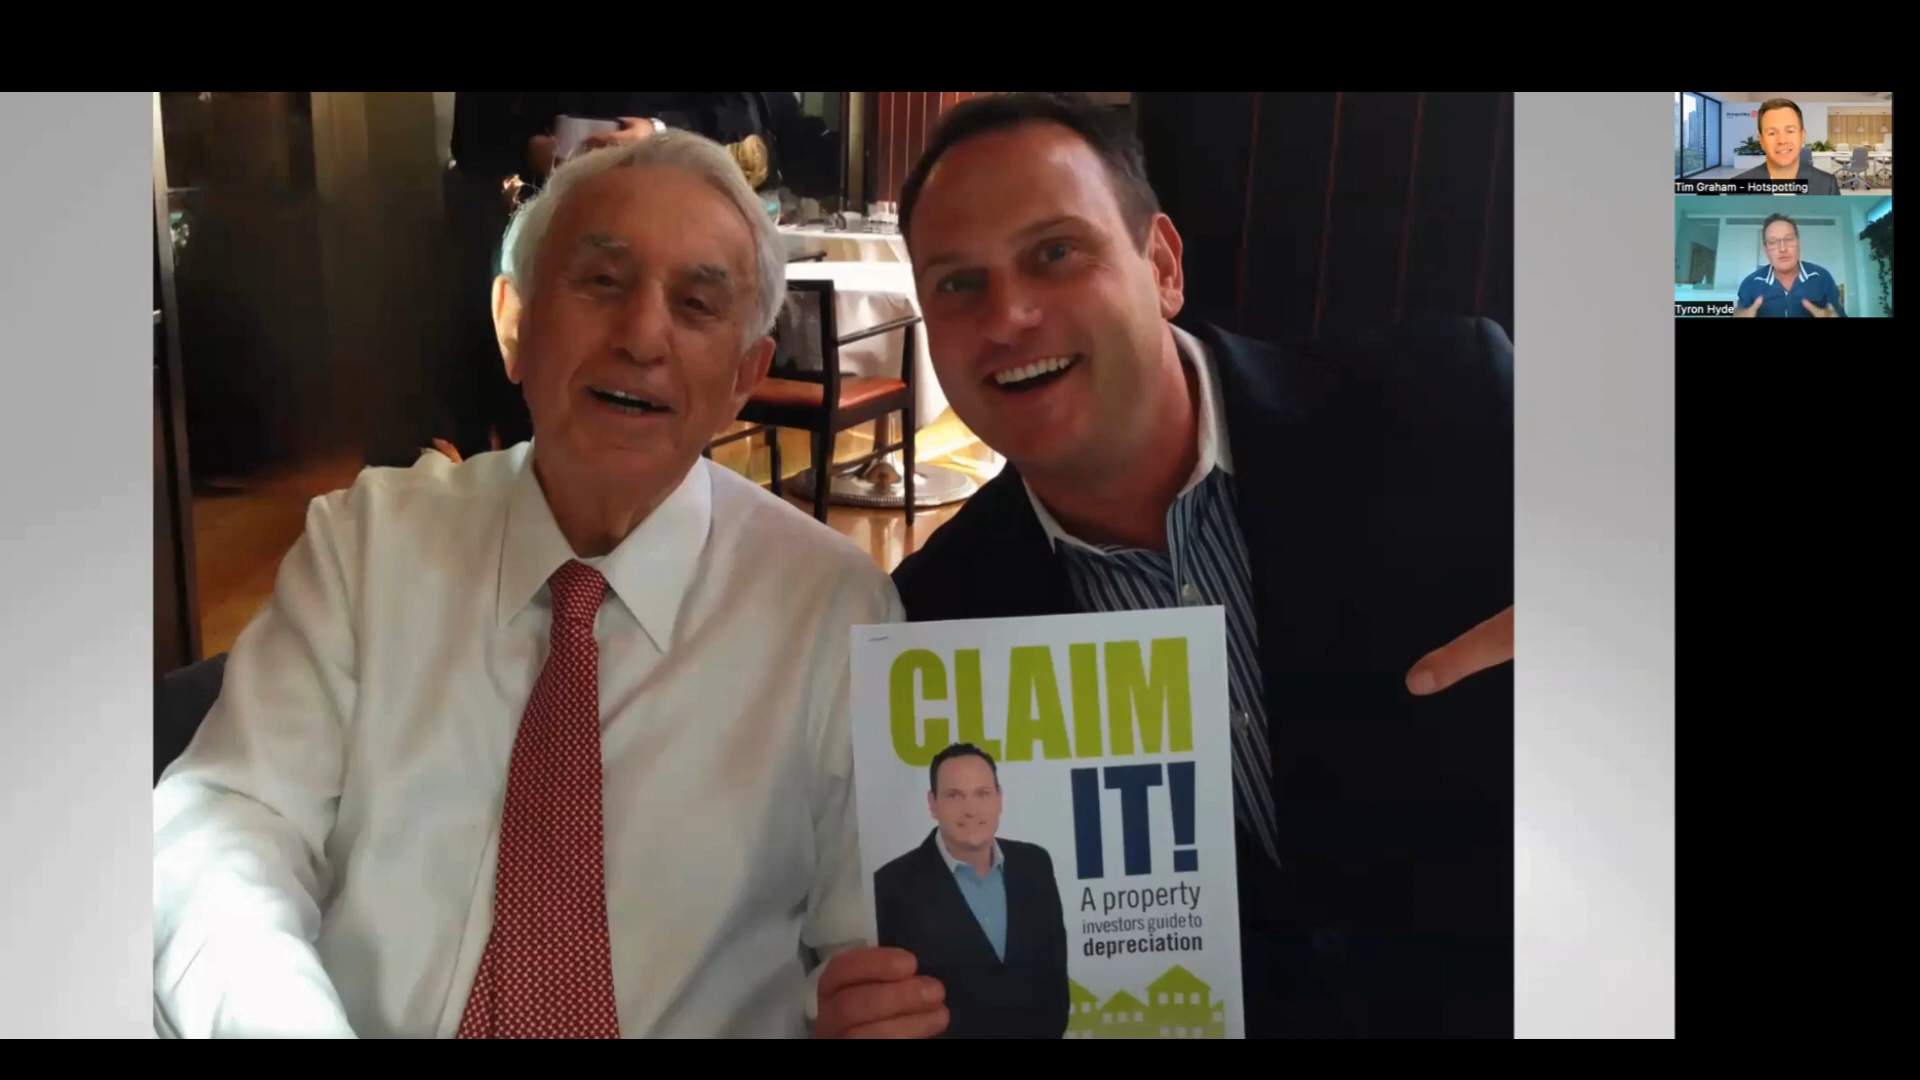 CLAIM
IT!
A property
investors guide to
depreciation
Tim Graham - Hotspotting
Tyron Hyde